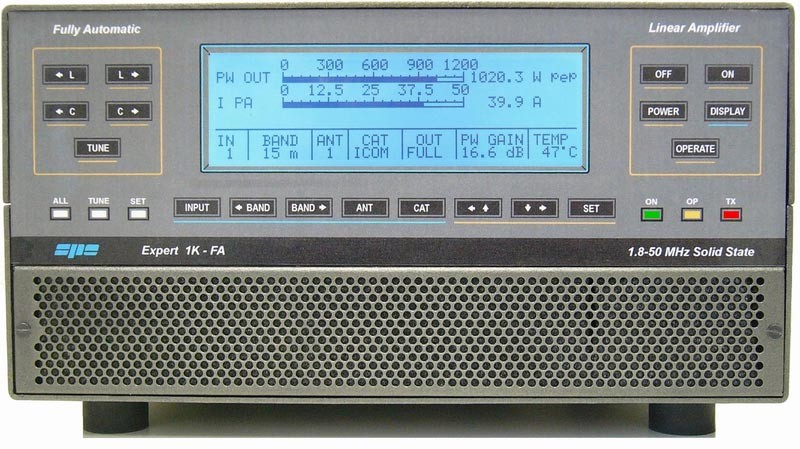 Fully Automatic
Linear Amplifier
← L
L →
← C
C →
TUNE
0 300 600 900 1200
PW OUT 1020.3 W pep
0 12.5 25 37.5 50
I PA 39.9 A
IN BAND ANT CAT OUT PW GAIN TEMP
1 15 m 1 ICOM FULL 16.6 dB 47°C
OFF
ON
POWER
DISPLAY
OPERATE
ALL TUNE SET
INPUT
← BAND
BAND →
ANT
CAT
← ↑
↓ →
SET
ON OP TX
spe Expert 1K - FA
1.8-50 MHz Solid State